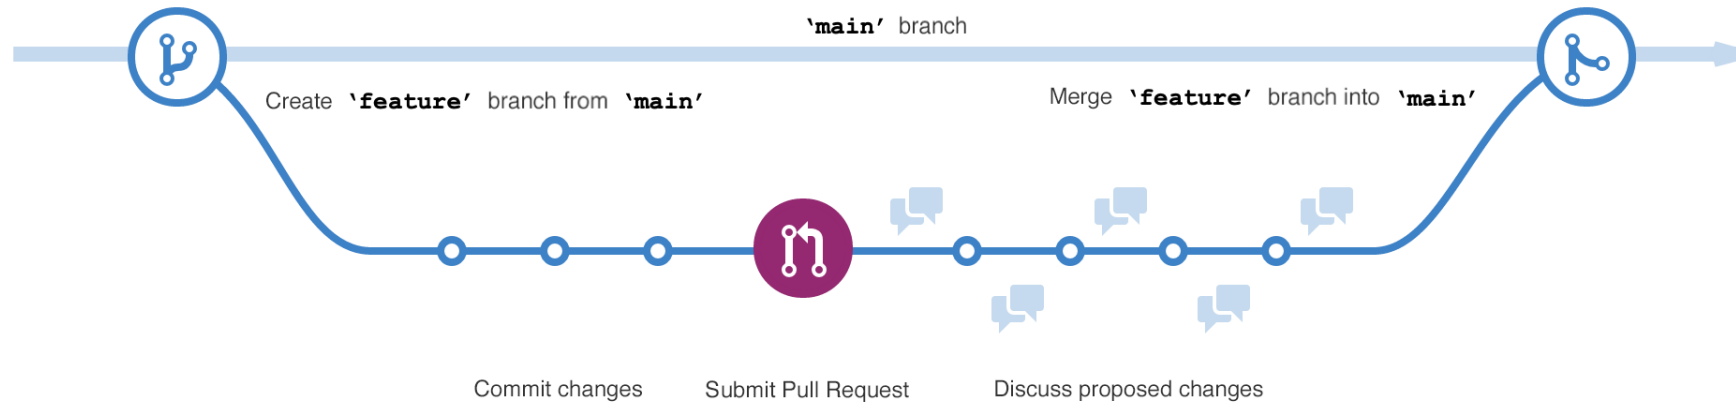 ‘main’ branch
Create ‘feature’ branch from ‘main’
Merge ‘feature’ branch into ‘main’
Commit changes
Submit Pull Request
Discuss proposed changes